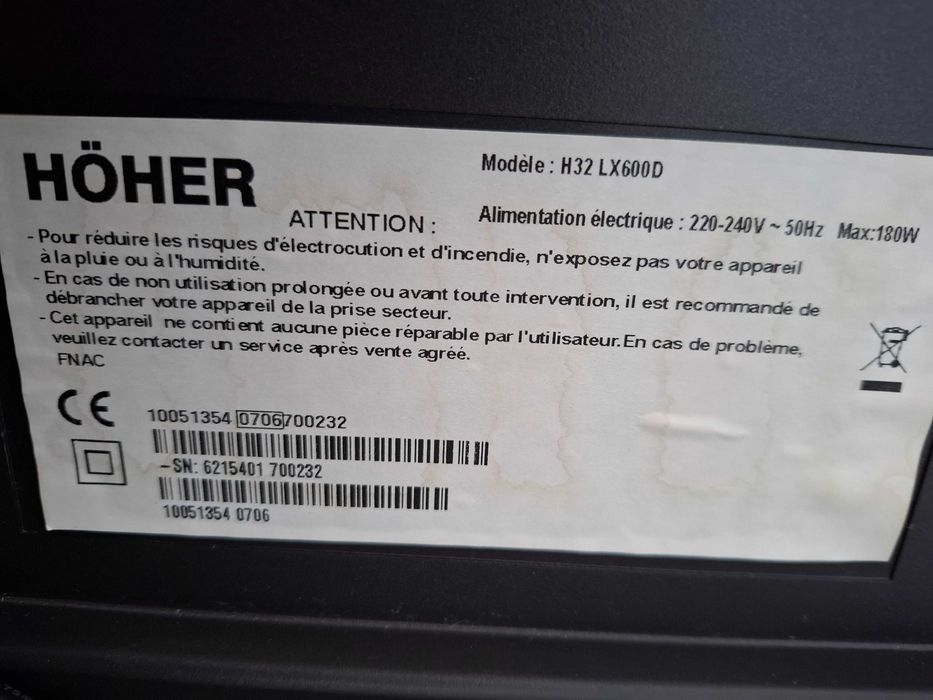 HÖHER
Modèle : H32 LX600D
ATTENTION :
Alimentation électrique : 220-240V ~ 50Hz Max:180W
- Pour réduire les risques d'électrocution et d'incendie, n'exposez pas votre appareil
à la pluie ou à l'humidité.
- En cas de non utilisation prolongée ou avant toute intervention, il est recommandé de
débrancher votre appareil de la prise secteur.
- Cet appareil ne contient aucune pièce réparable par l'utilisateur. En cas de problème,
veuillez contacter un service après vente agréé.
FNAC
CE
10051354 0706700232
-SN: 6215401 700232
10051354 0706